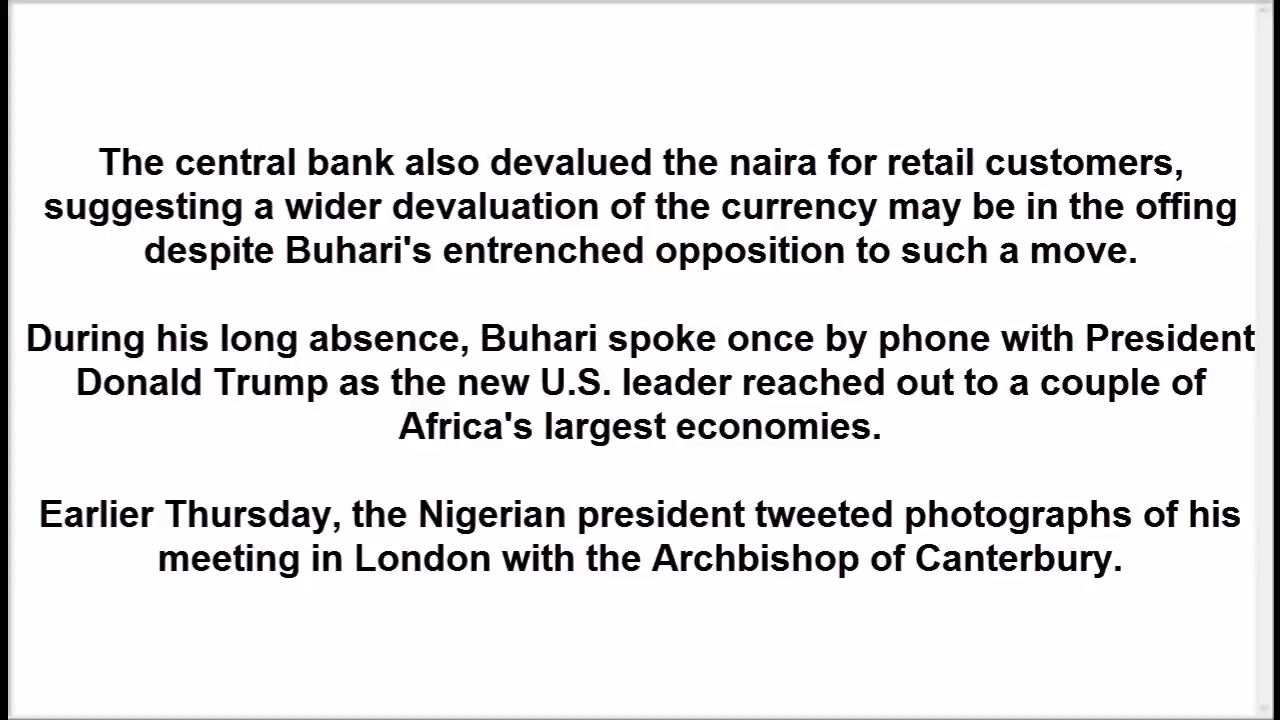 The central bank also devalued the naira for retail customers,
suggesting a wider devaluation of the currency may be in the offing
despite Buhari's entrenched opposition to such a move.
During his long absence, Buhari spoke once by phone with President
Donald Trump as the new U.S. leader reached out to a couple of
Africa's largest economies.
Earlier Thursday, the Nigerian president tweeted photographs of his
meeting in London with the Archbishop of Canterbury.